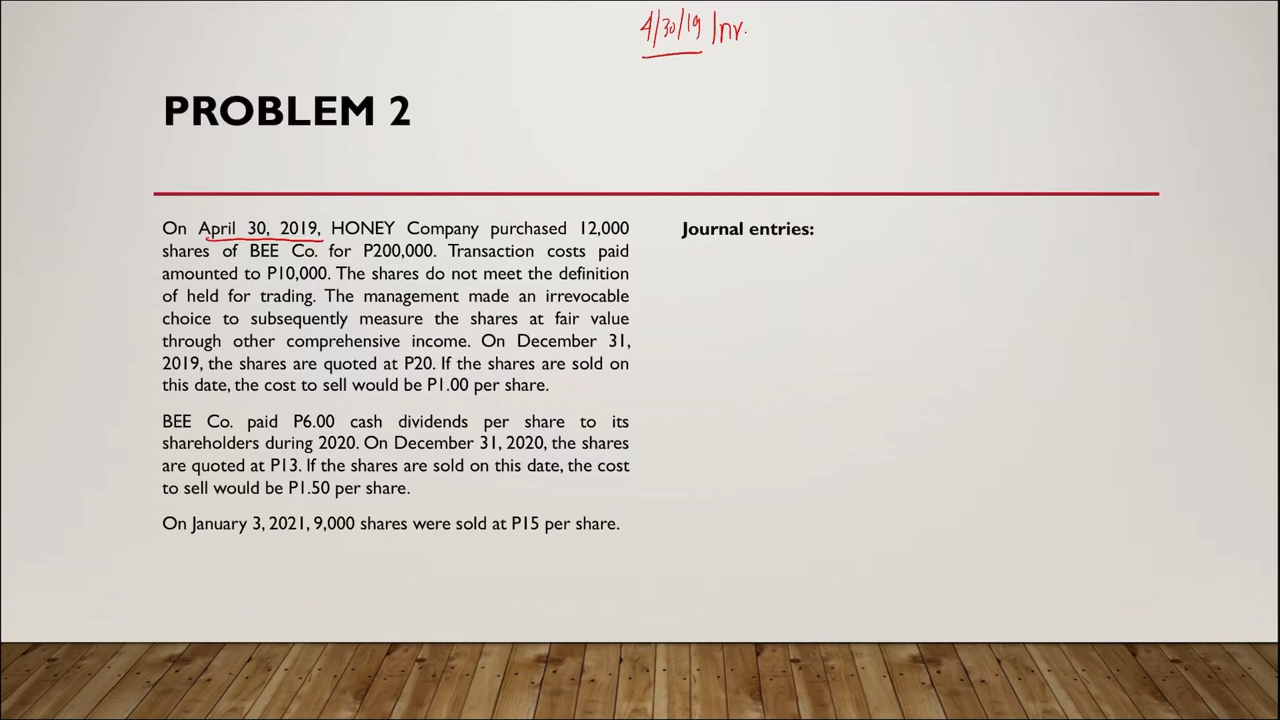 4/30/19 Inv.
PROBLEM 2
On April 30, 2019, HONEY Company purchased 12,000
shares of BEE Co. for P200,000. Transaction costs paid
amounted to P10,000. The shares do not meet the definition
of held for trading. The management made an irrevocable
choice to subsequently measure the shares at fair value
through other comprehensive income. On December 31,
2019, the shares are quoted at P20. If the shares are sold on
this date, the cost to sell would be P1.00 per share.
BEE Co. paid P6.00 cash dividends per share to its
shareholders during 2020. On December 31, 2020, the shares
are quoted at P13. If the shares are sold on this date, the cost
to sell would be P1.50 per share.
On January 3, 2021, 9,000 shares were sold at P15 per share.
Journal entries: